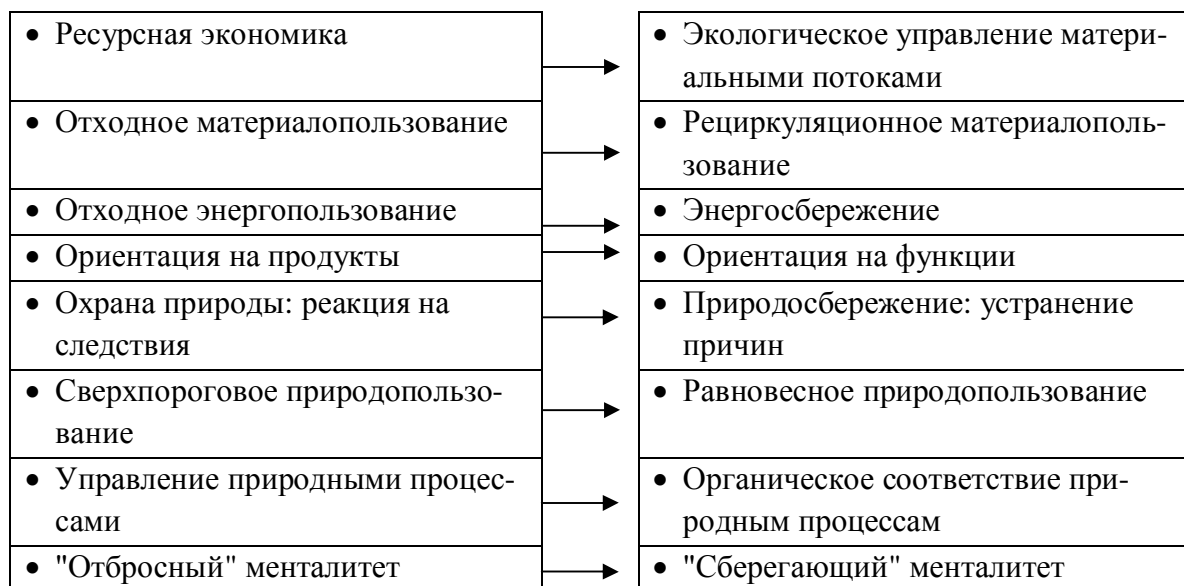 • Ресурсная экономика
• Экологическое управление матери-
альными потоками
• Отходное материалопользование
• Рециркуляционное материалополь-
зование
• Отходное энергопользование
• Энергосбережение
• Ориентация на продукты
• Ориентация на функции
• Охрана природы: реакция на
следствия
• Природосбережение: устранение
причин
• Сверхпороговое природопользо-
вание
• Равновесное природопользование
• Управление природными процес-
сами
• Органическое соответствие при-
родным процессам
• "Отбросный" менталитет
• "Сберегающий" менталитет